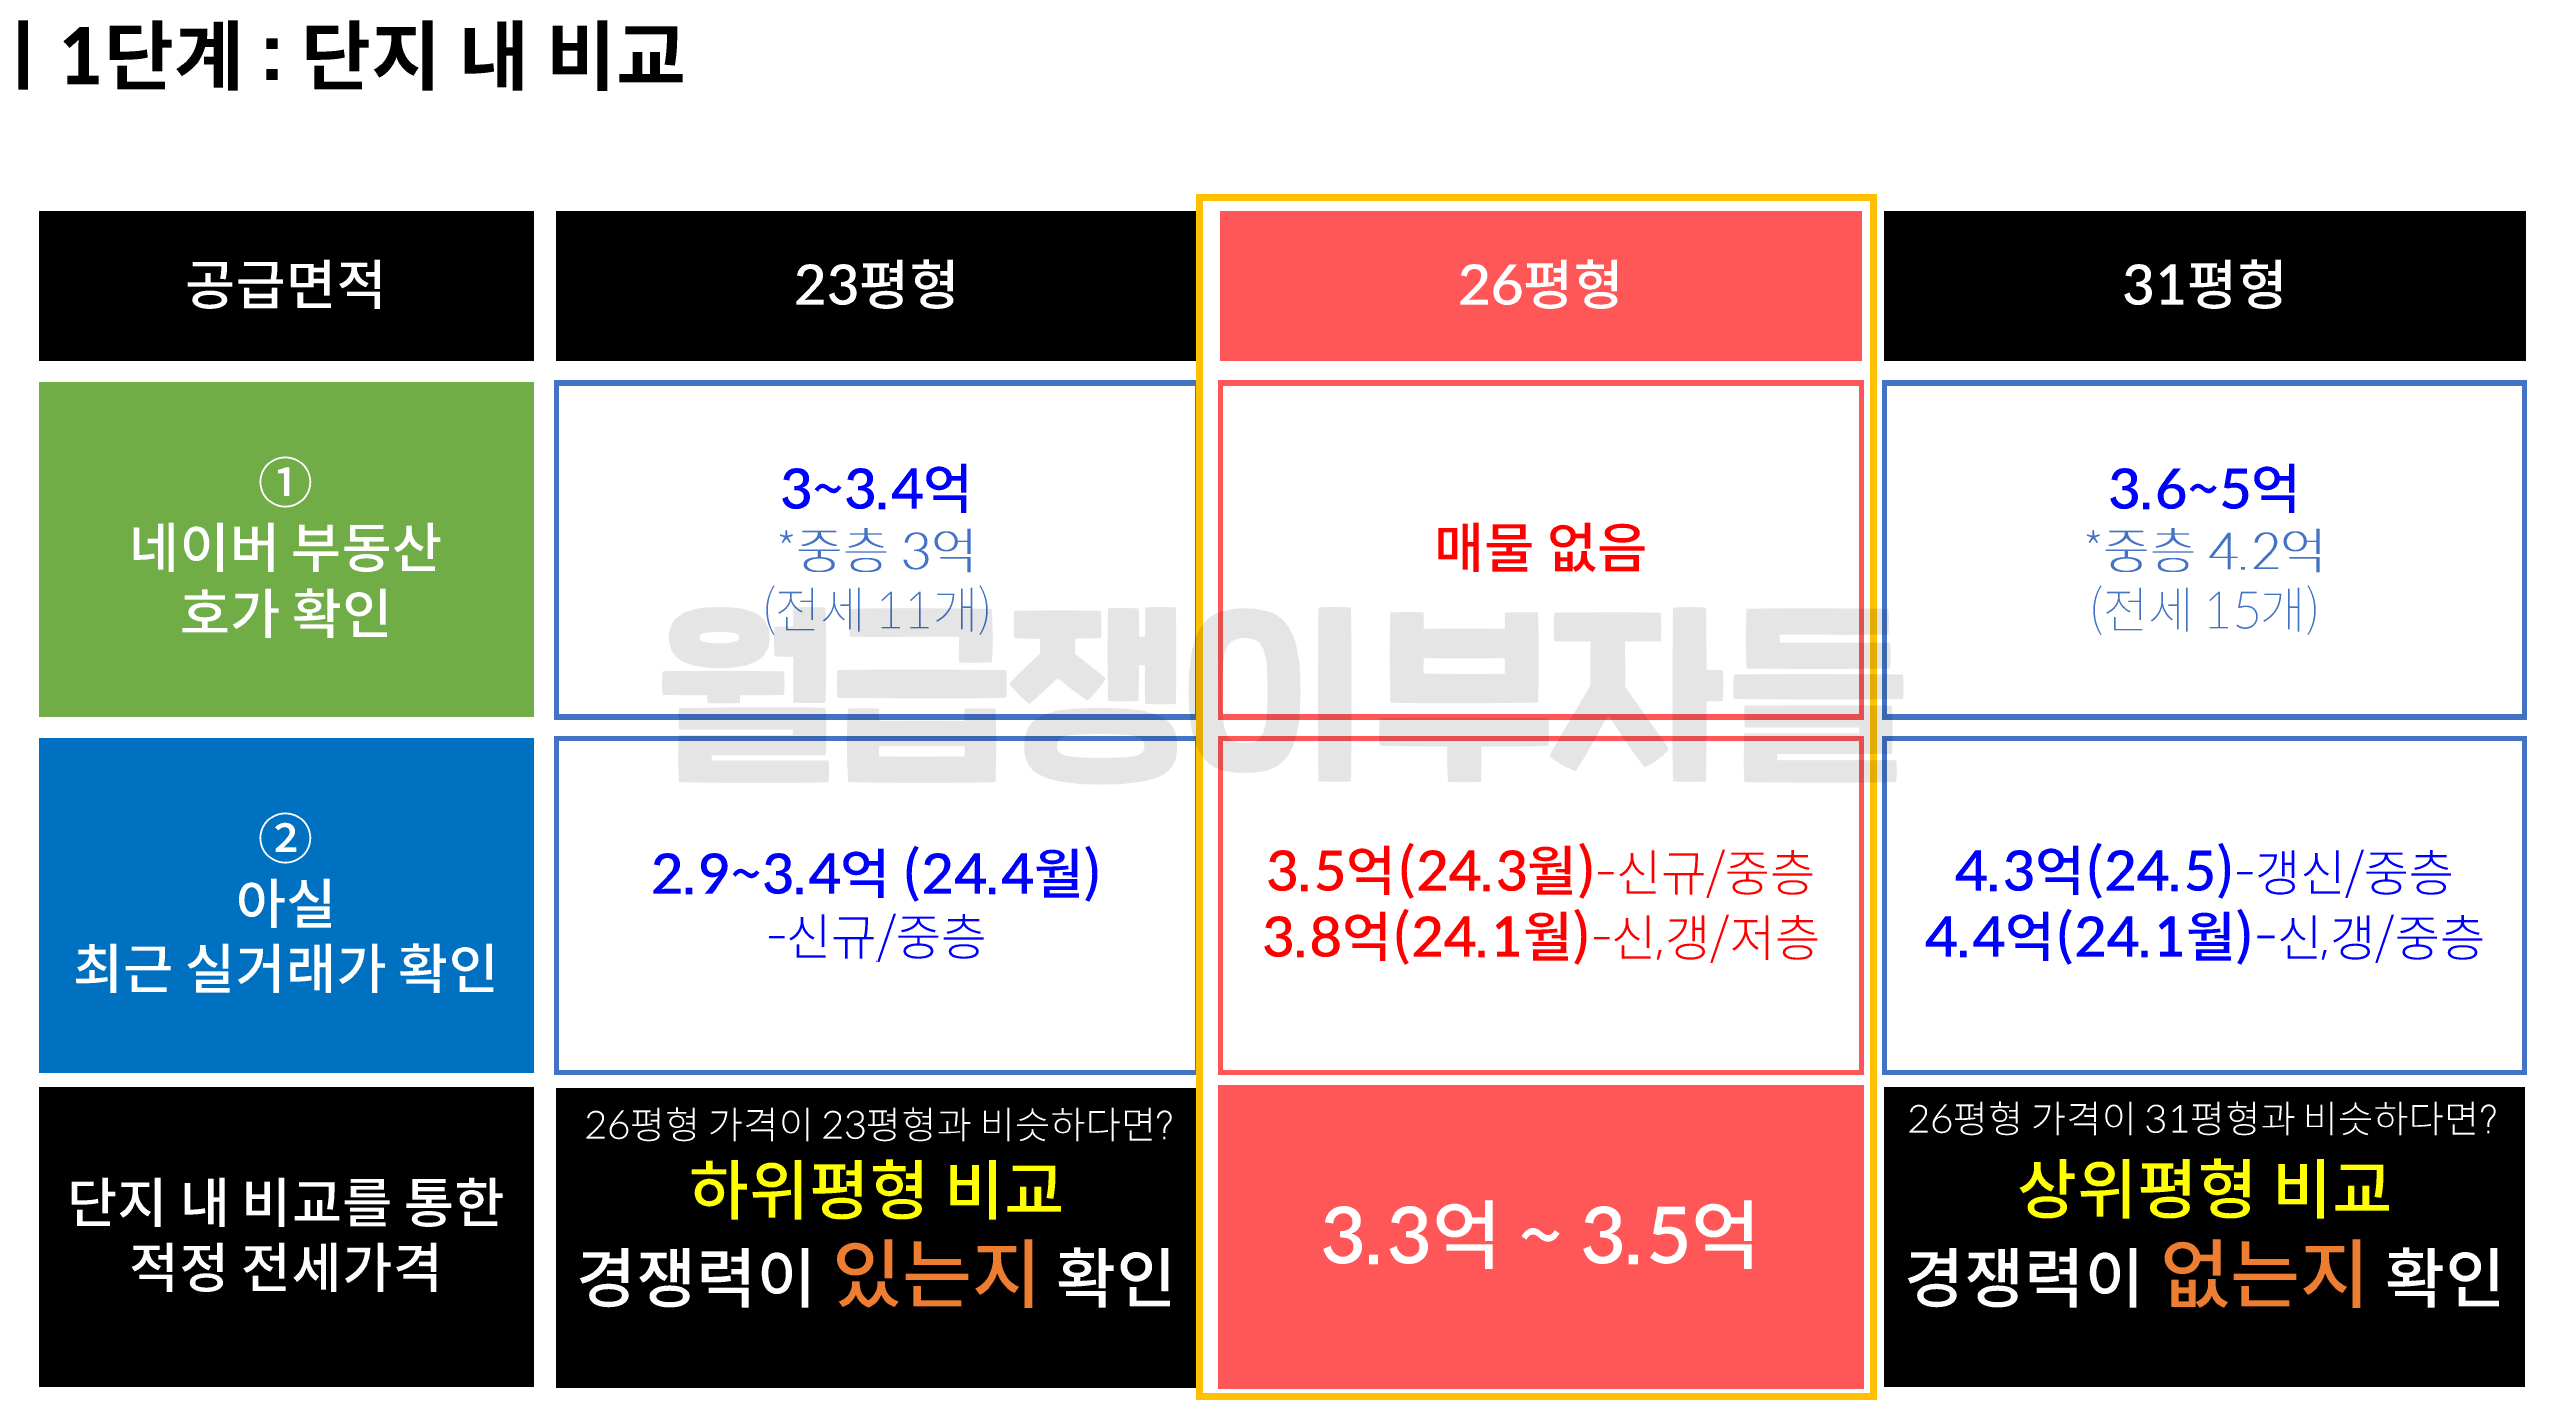 | 1단계 : 단지 내 비교
공급면적
23평형
26평형
31평형
①
네이버 부동산
호가 확인
3~3.4억
*중층 3억
(전세 11개)
매물 없음
3.6~5억
*중층 4.2억
(전세 15개)
월급쟁이부자들
②
아실
최근 실거래가 확인
2.9~3.4억 (24.4월)
-신규/중층
3.5억(24.3월)-신규/중층
3.8억(24.1월)-신,갱/저층
4.3억(24.5)-갱신/중층
4.4억(24.1월)-신,갱/중층
단지 내 비교를 통한
적정 전세가격
26평형 가격이 23평형과 비슷하다면?
하위평형 비교
경쟁력이 있는지 확인
3.3억 ~ 3.5억
26평형 가격이 31평형과 비슷하다면?
상위평형 비교
경쟁력이 없는지 확인